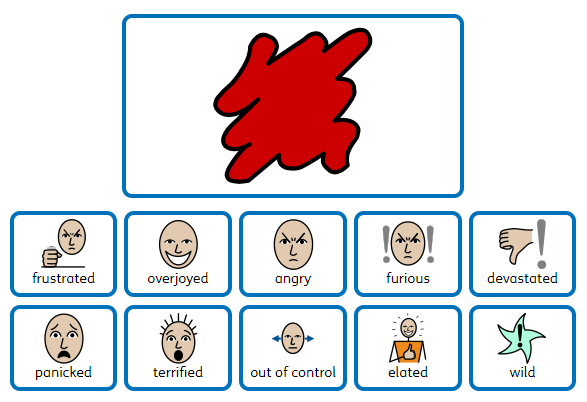 frustrated
overjoyed
angry
furious
devastated
panicked
terrified
out of control
elated
wild